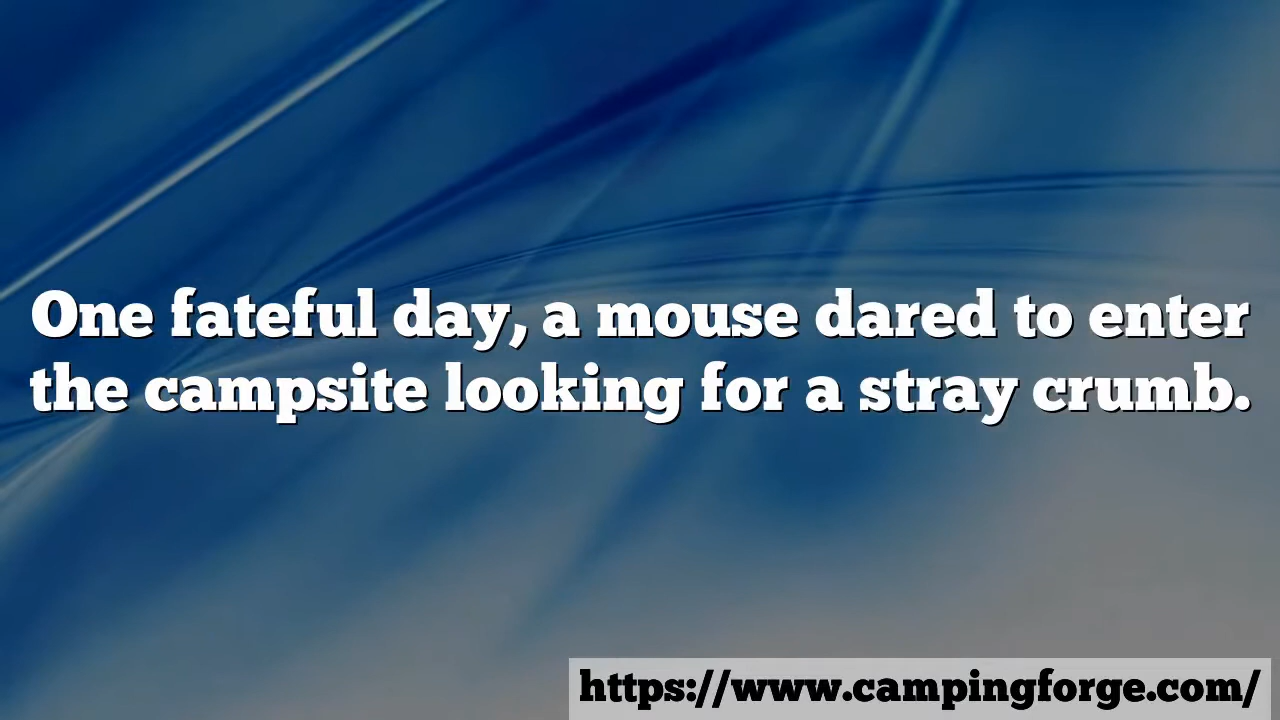 One fateful day, a mouse dared to enter
the campsite looking for a stray crumb.
https://www.campingforge.com/